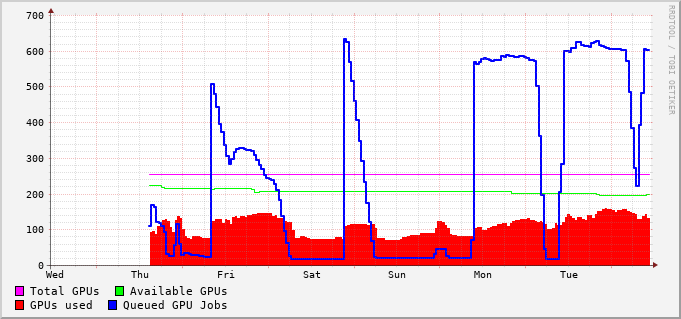 700
600
500
400
300
200
100
0
Wed Thu Fri Sat Sun Mon Tue
Total GPUs Available GPUs
GPUs used Queued GPU Jobs
RRDTOOL / TOBI OETIKER